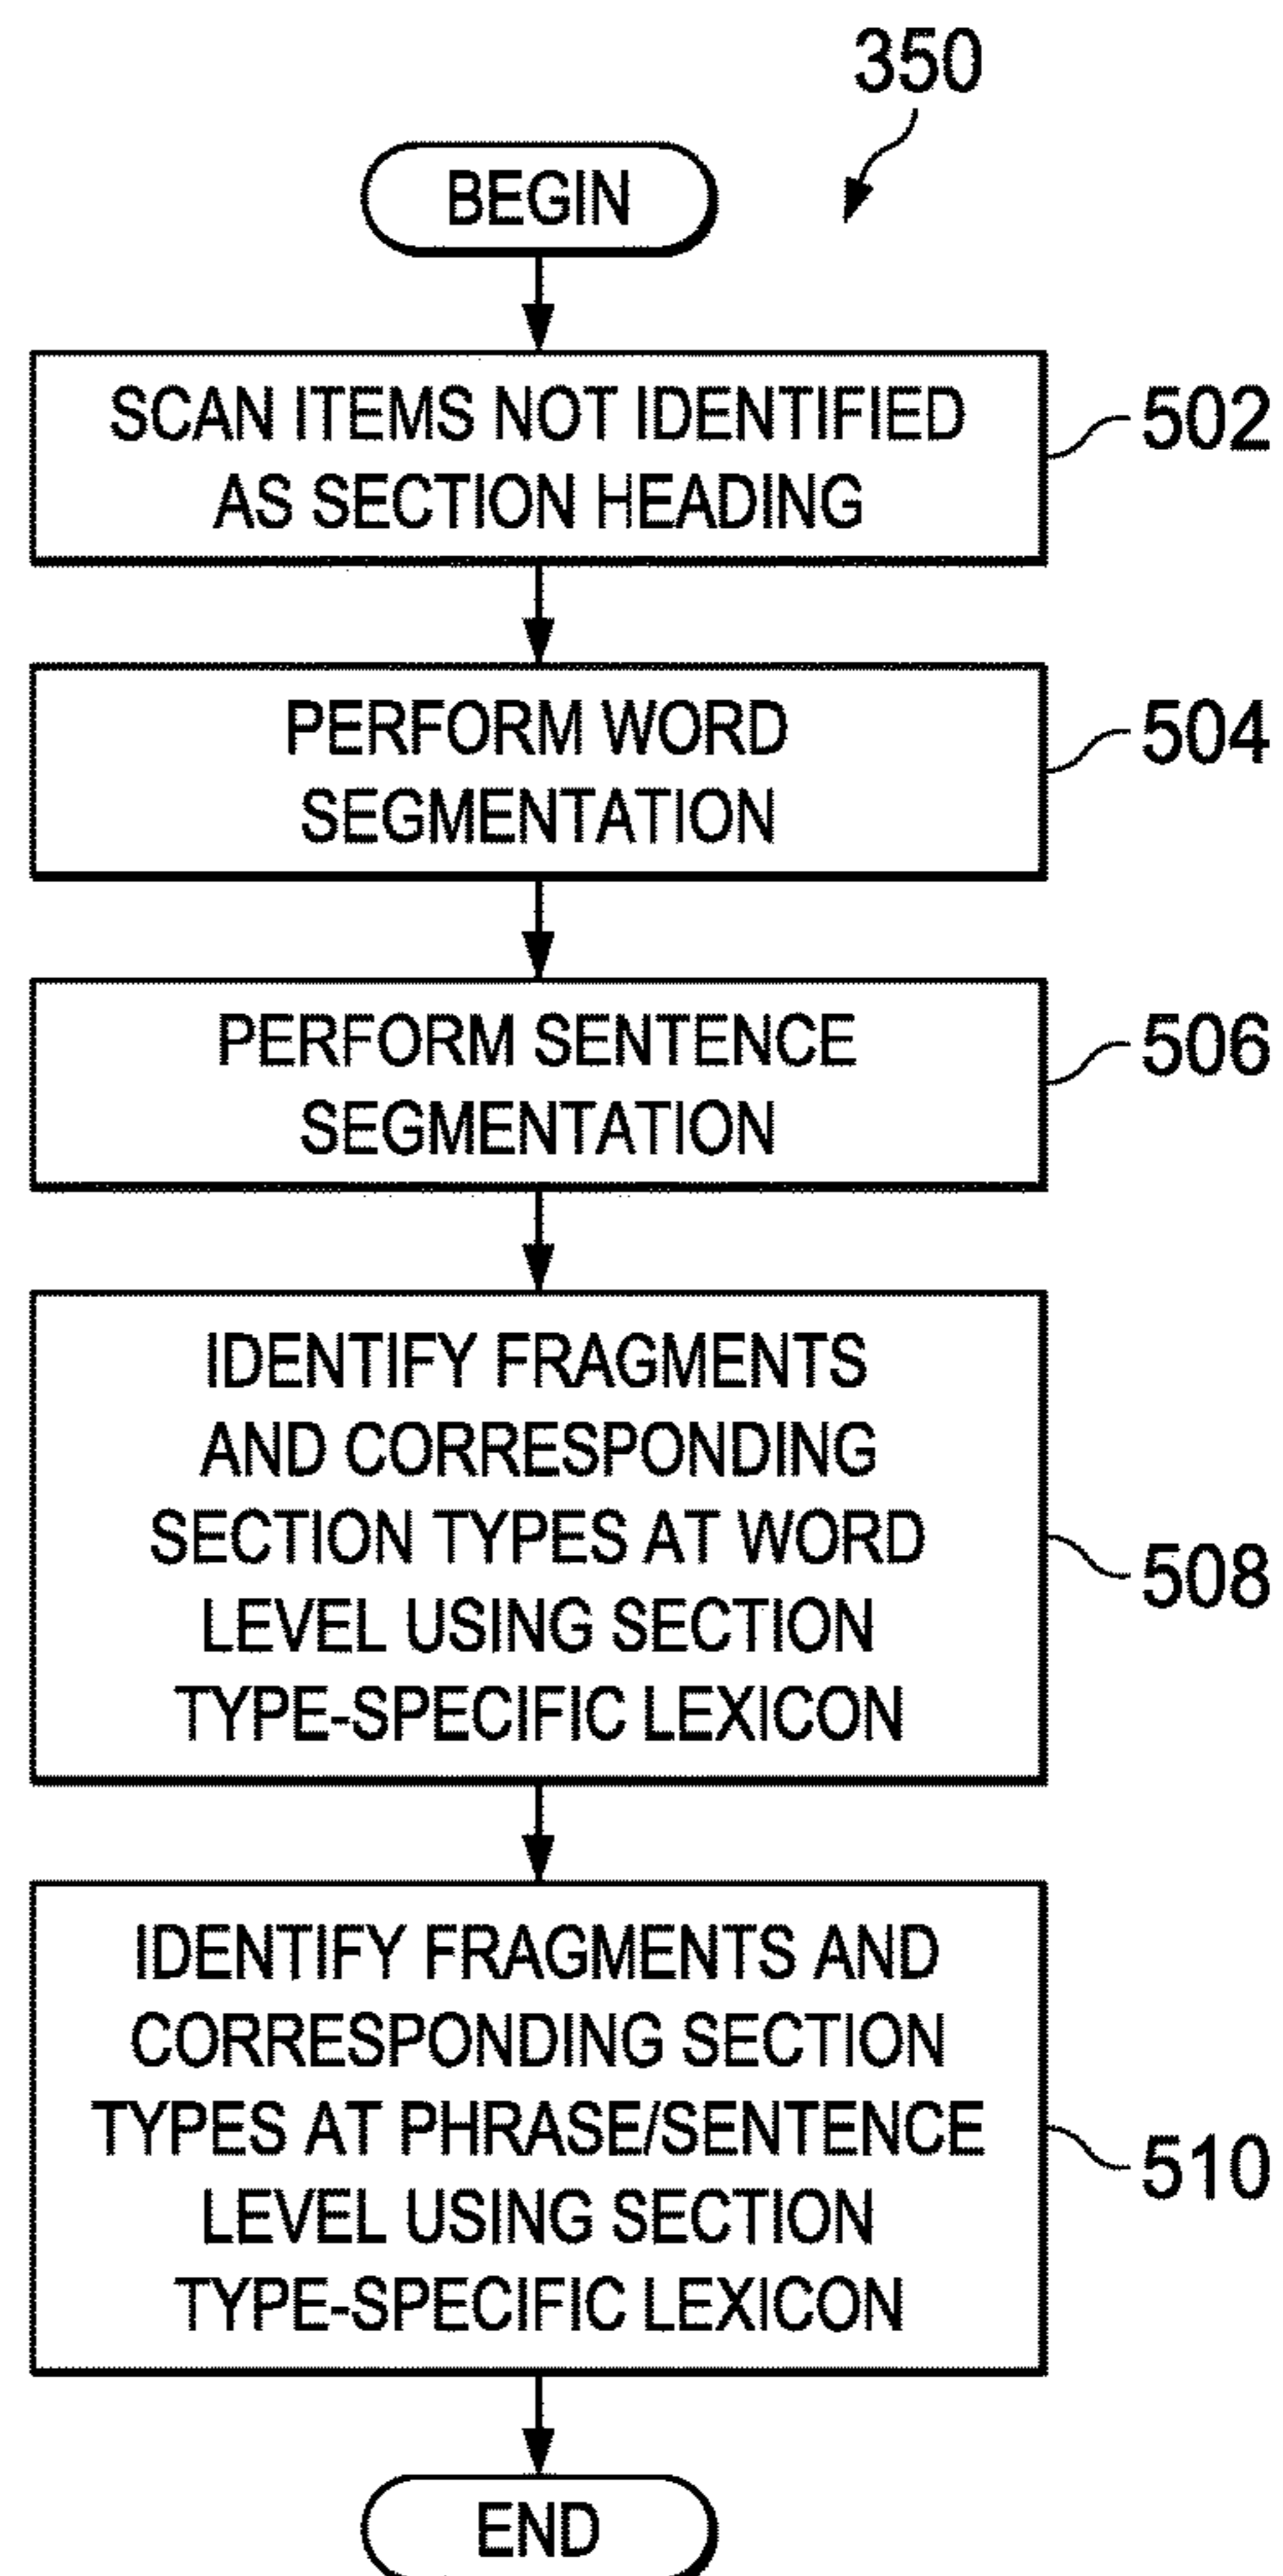 350
BEGIN
SCAN ITEMS NOT IDENTIFIED
AS SECTION HEADING
502
PERFORM WORD
SEGMENTATION
504
PERFORM SENTENCE
SEGMENTATION
506
IDENTIFY FRAGMENTS
AND CORRESPONDING
SECTION TYPES AT WORD
LEVEL USING SECTION
TYPE-SPECIFIC LEXICON
508
IDENTIFY FRAGMENTS AND
CORRESPONDING SECTION
TYPES AT PHRASE/SENTENCE
LEVEL USING SECTION
TYPE-SPECIFIC LEXICON
510
END